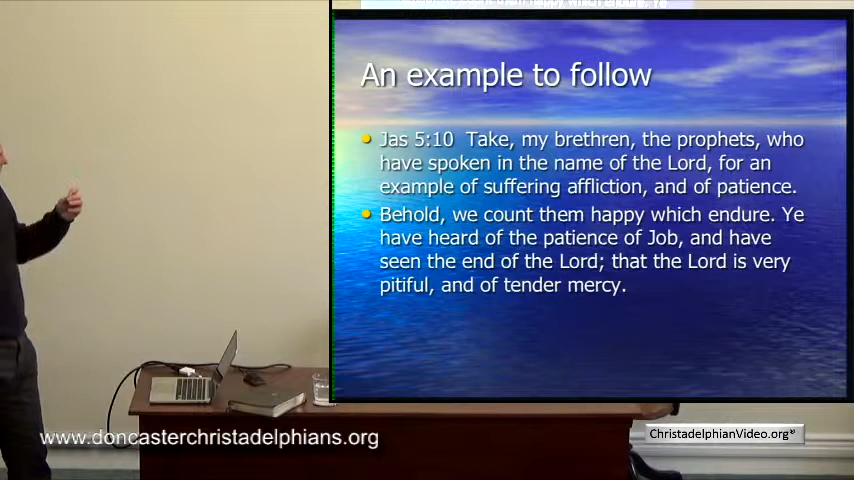 An example to follow
Jas 5:10 Take, my brethren, the prophets, who
have spoken in the name of the Lord, for an
example of suffering affliction, and of patience.
Behold, we count them happy which endure. Ye
have heard of the patience of Job, and have
seen the end of the Lord; that the Lord is very
pitiful, and of tender mercy.
www.doncasterchristadelphians.org
ChristadelphianVideo.org®